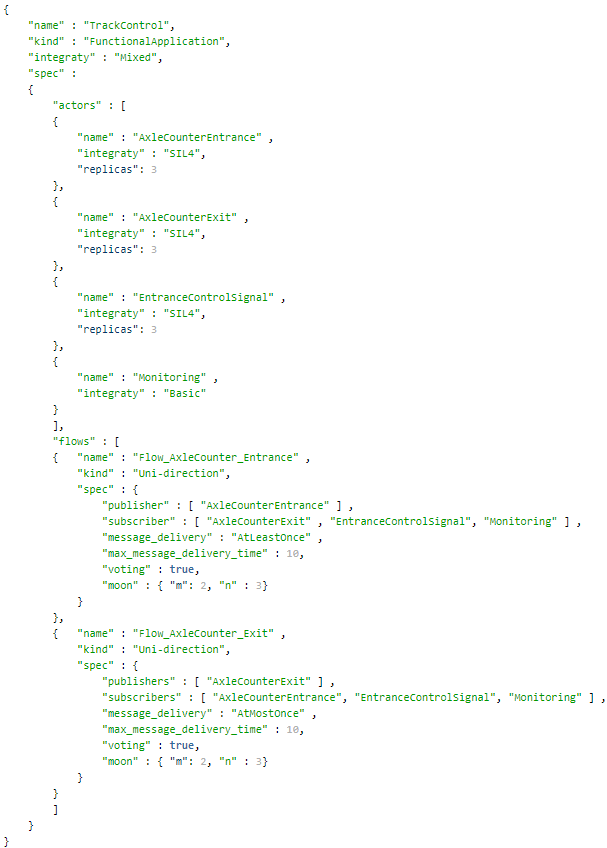 {
    "name" : "TrackControl",
    "kind" : "FunctionalApplication",
    "integraty" : "Mixed",
    "spec" :
    {
        "actors" : [
        {
            "name" : "AxleCounterEntrance" ,
            "integraty" : "SIL4",
            "replicas": 3
        },
        {
            "name" : "AxleCounterExit" ,
            "integraty" : "SIL4",
            "replicas": 3
        },
        {
            "name" : "EntranceControlSignal" ,
            "integraty" : "SIL4",
            "replicas": 3
        },
        {
            "name" : "Monitoring" ,
            "integraty" : "Basic"
        }
        ],
        "flows" : [
        {   "name" : "Flow_AxleCounter_Entrance" ,
            "kind" : "Uni-direction",
            "spec" : {
                "publisher" : [ "AxleCounterEntrance" ] ,
                "subscriber" : [ "AxleCounterExit" , "EntranceControlSignal", "Monitoring" ] ,
                "message_delivery" : "AtLeastOnce" ,
                "max_message_delivery_time" : 10,
                "voting" : true,
                "moon" : { "m": 2, "n" : 3}
            }
        },
        {   "name" : "Flow_AxleCounter_Exit" ,
            "kind" : "Uni-direction",
            "spec" : {
                "publishers" : [ "AxleCounterExit" ] ,
                "subscribers" : [ "AxleCounterEntrance", "EntranceControlSignal", "Monitoring" ] ,
                "message_delivery" : "AtMostOnce" ,
                "max_message_delivery_time" : 10,
                "voting" : true,
                "moon" : { "m": 2, "n" : 3}
            }
        }
        ]
    }
}